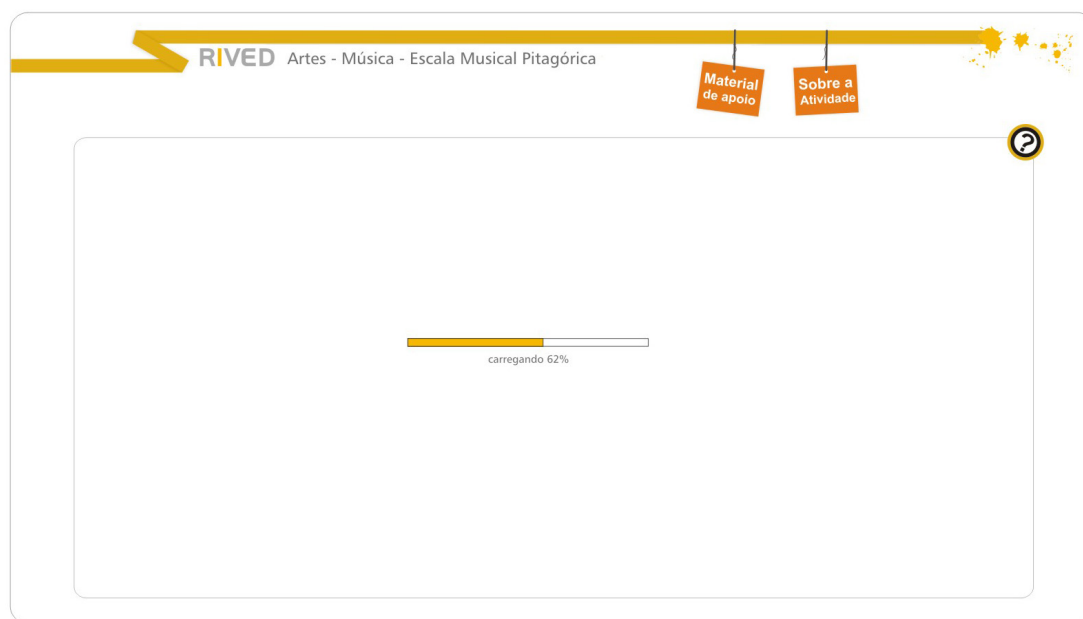 RIVED Artes - Música - Escala Musical Pitagórica
Material
de apoio
Sobre a
Atividade
?
carregando 62%